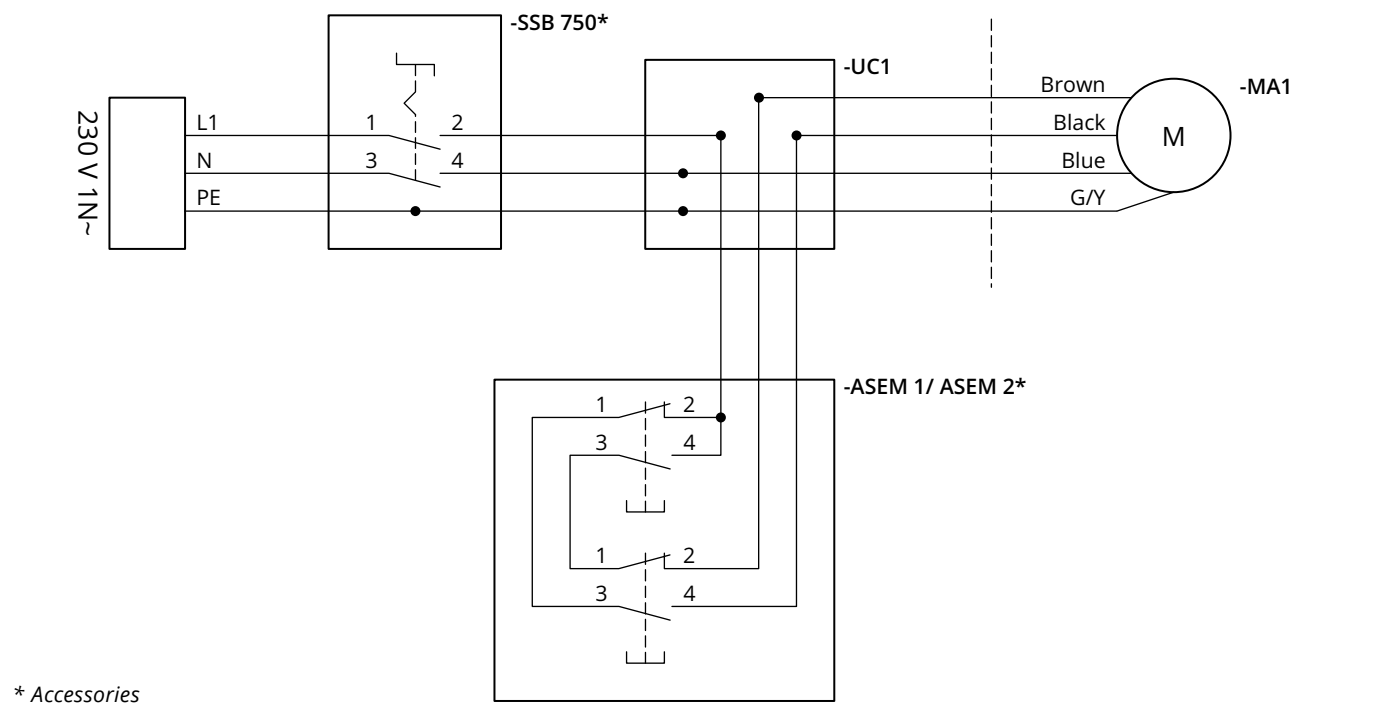 -SSB 750*
-UC1
-MA1
230 V 1N~
Brown
L1 1 2 Black M
N 3 4 Blue
PE G/Y
-ASEM 1/ ASEM 2*
1 2
3 4
1 2
3 4
* Accessories